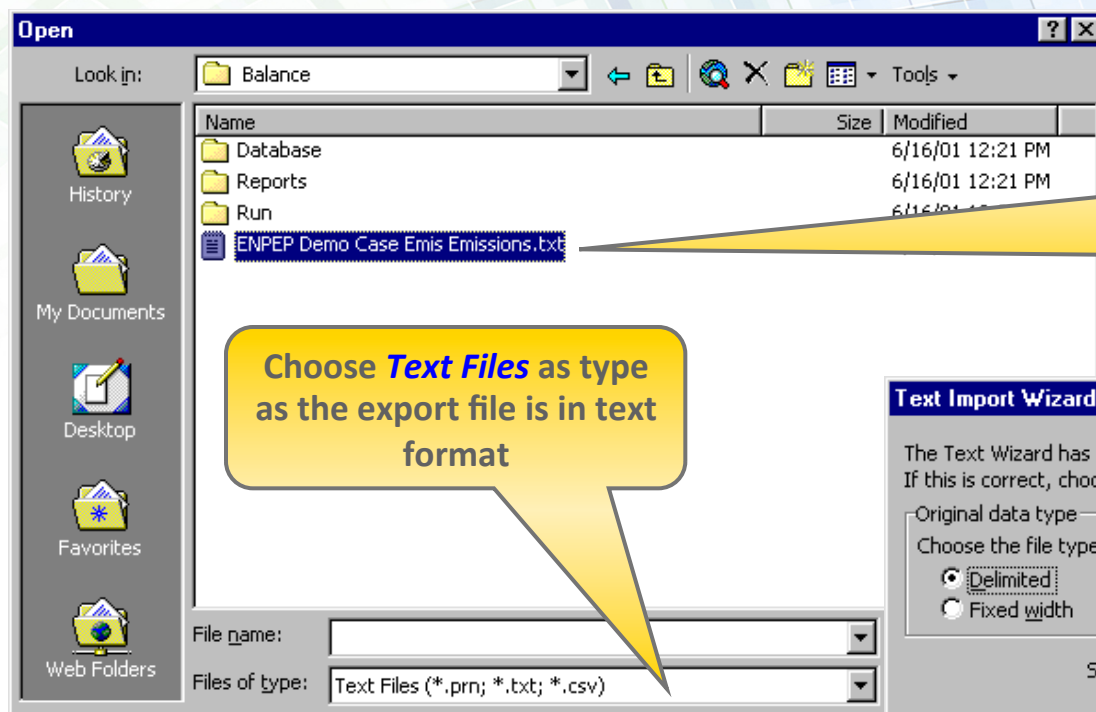 Open
Look in:
Balance
Tools
Name Size Modified
Database 6/16/01 12:21 PM
Reports 6/16/01 12:21 PM
Run
ENPEP Demo Case Emis Emissions.txt
History
My Documents
Desktop
Favorites
Web Folders
Choose Text Files as type
as the export file is in text
format
Text Import Wizard
The Text Wizard has
If this is correct,
Original data type
Choose the file type
Delimited
Fixed width
File name:
Files of type:
Text Files (*.prn; *.txt; *.csv)